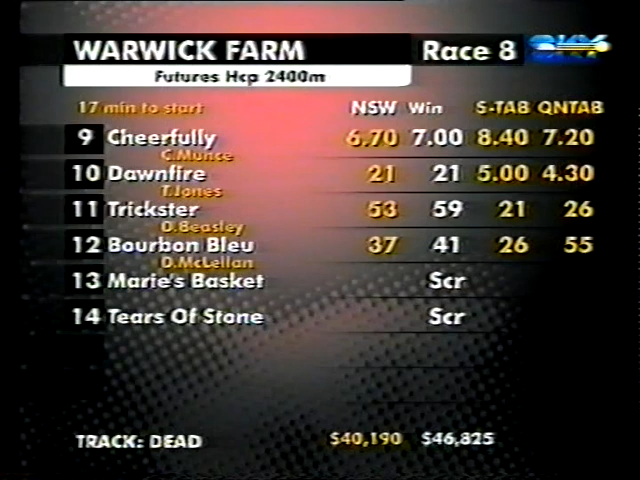 WARWICK FARM Race 8 SKY
Futures Hcp 2400m
17 min to start NSW Win S-TAB QNTAB
9 Cheerfully 6.70 7.00 8.40 7.20
C.Munce
10 Dawnfire 21 21 5.00 4.30
T.Jones
11 Trickster 53 59 21 26
D.Beasley
12 Bourbon Bleu 37 41 26 55
D.McLellan
13 Marie's Basket Scr
14 Tears Of Stone Scr
TRACK: DEAD $40,190 $46,825